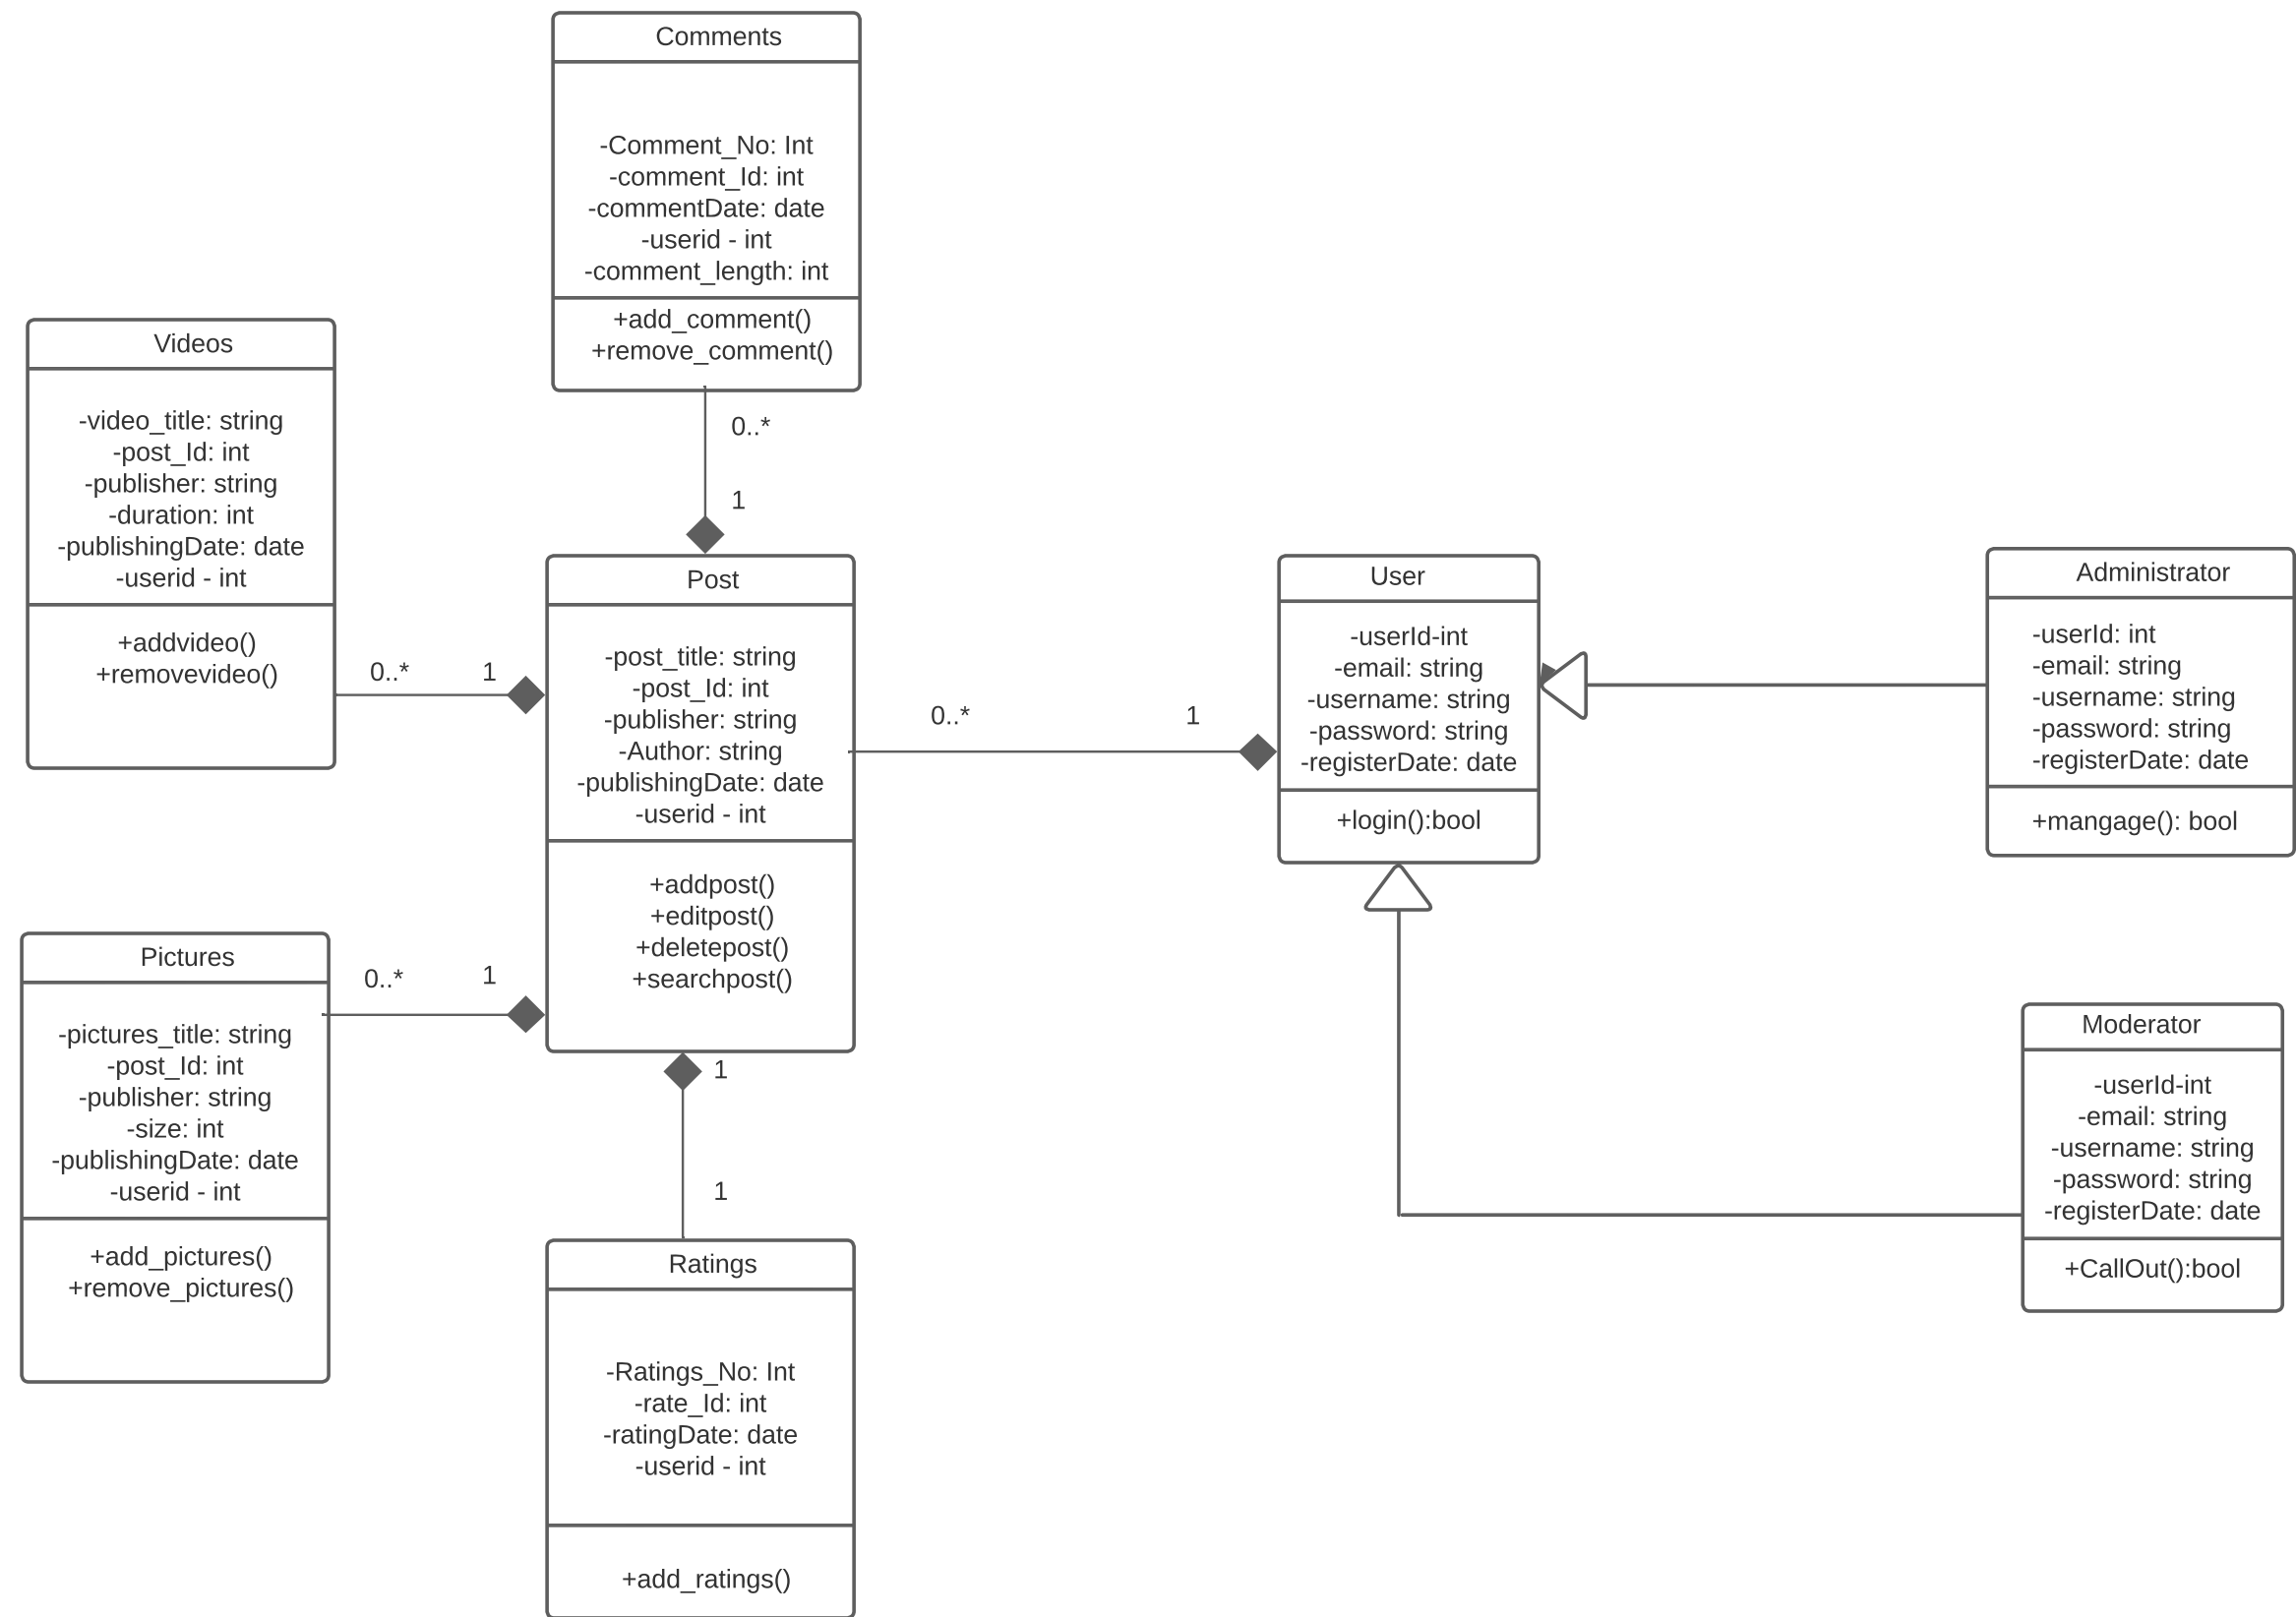 Comments
-Comment_No: Int
-comment_Id: int
-commentDate: date
-userid - int
-comment_length: int
+add_comment()
+remove_comment()
0..*
1
Videos
-video_title: string
-post_Id: int
-publisher: string
-duration: int
-publishingDate: date
-userid - int
+addvideo()
+removevideo()
0..*
1
Post
-post_title: string
-post_Id: int
-publisher: string
-Author: string
-publishingDate: date
-userid - int
+addpost()
+editpost()
+deletepost()
+searchpost()
0..*
1
User
-userId-int
-email: string
-username: string
-password: string
-registerDate: date
+login():bool
Administrator
-userId: int
-email: string
-username: string
-password: string
-registerDate: date
+mangage(): bool
Pictures
-pictures_title: string
-post_Id: int
-publisher: string
-size: int
-publishingDate: date
-userid - int
+add_pictures()
+remove_pictures()
0..*
1
1
1
Ratings
-Ratings_No: Int
-rate_Id: int
-ratingDate: date
-userid - int
+add_ratings()
Moderator
-userId-int
-email: string
-username: string
-password: string
-registerDate: date
+CallOut():bool